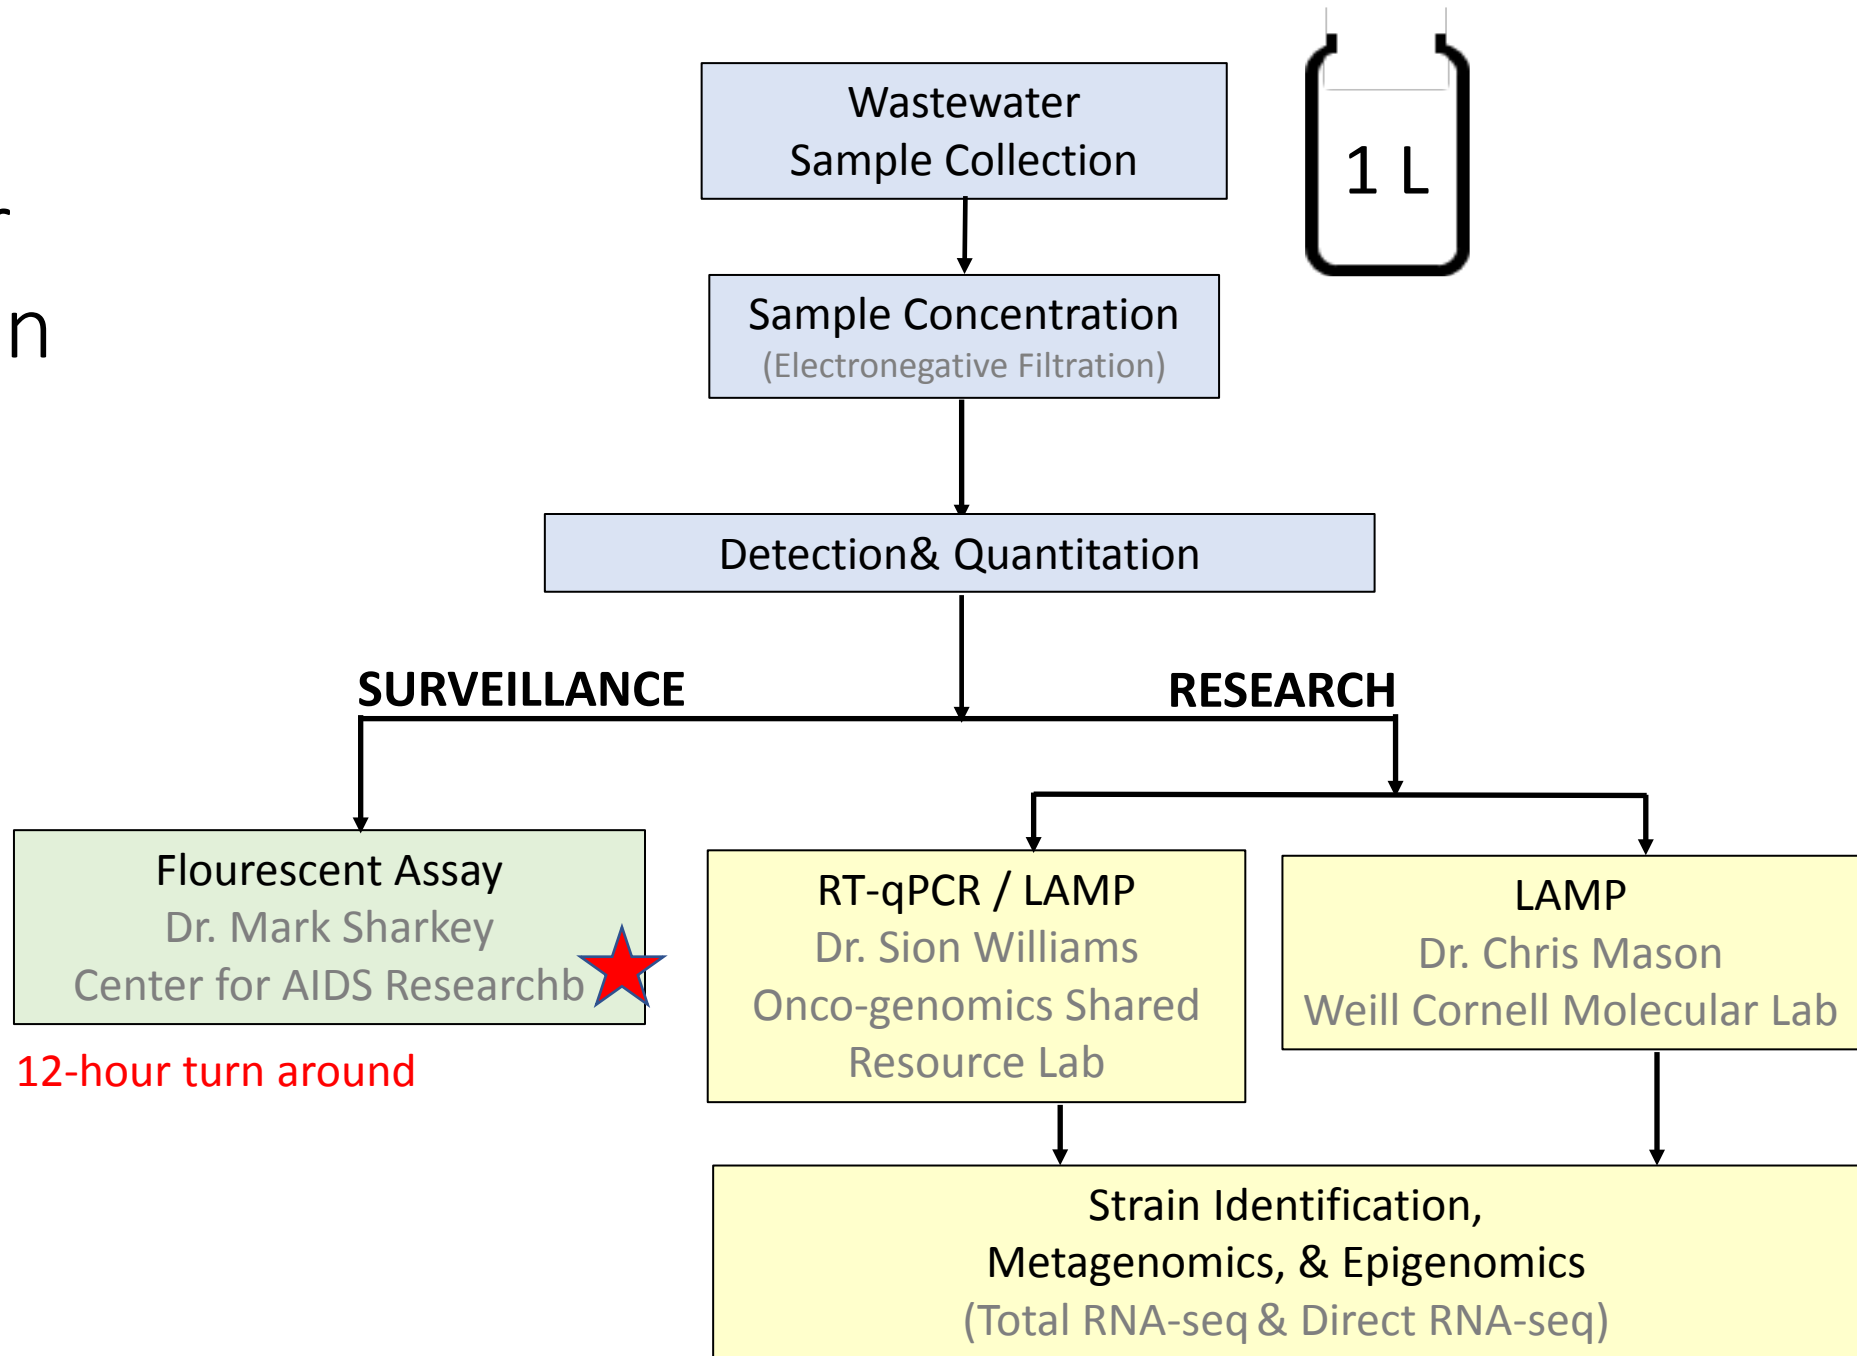 Wastewater
Sample Collection
1 L
n
Sample Concentration
(Electronegative Filtration)
Detection& Quantitation
SURVEILLANCE
RESEARCH
Flourescent Assay
Dr. Mark Sharkey
Center for AIDS Researchb
12-hour turn around
RT-qPCR / LAMP
Dr. Sion Williams
Onco-genomics Shared
Resource Lab
LAMP
Dr. Chris Mason
Weill Cornell Molecular Lab
Strain Identification,
Metagenomics, & Epigenomics
(Total RNA-seq & Direct RNA-seq)